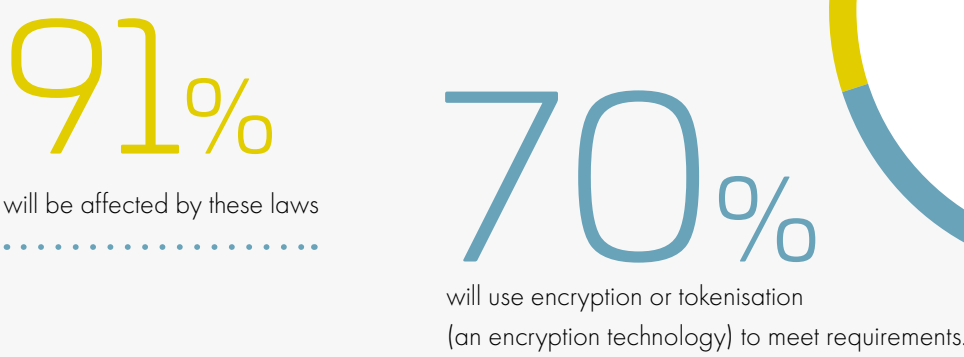 91%
will be affected by these laws
70%
will use encryption or tokenisation
(an encryption technology) to meet requirements.